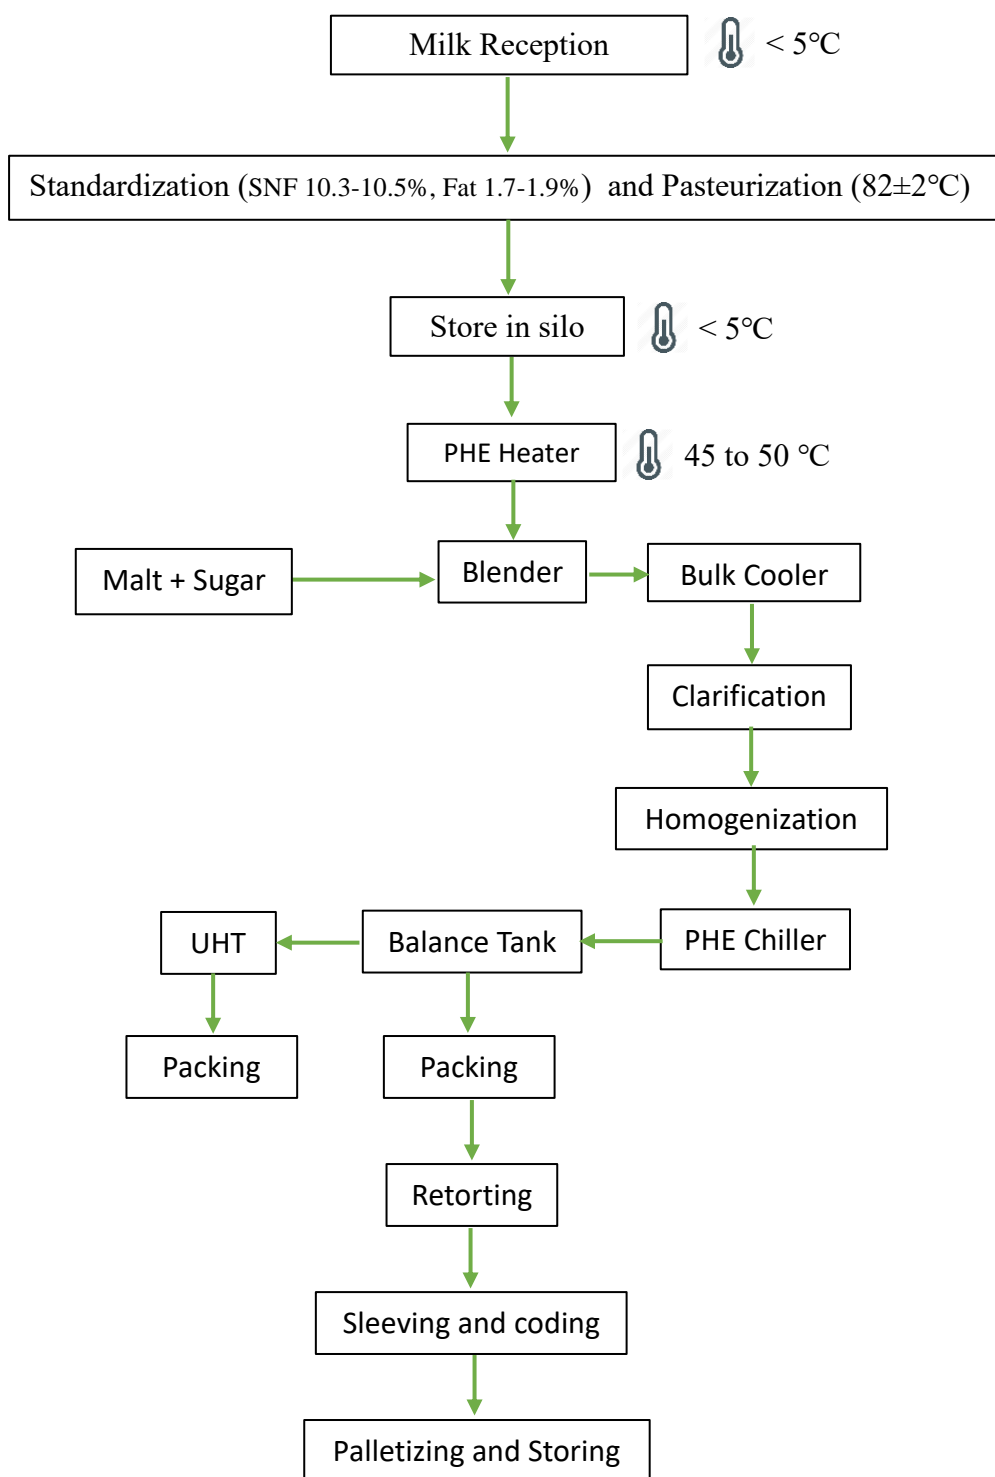 Milk Reception
< 5℃
Standardization (SNF 10.3-10.5%, Fat 1.7-1.9%) and Pasteurization (82±2℃)
Store in silo
< 5℃
PHE Heater
45 to 50 ℃
Malt + Sugar
Blender
Bulk Cooler
Clarification
Homogenization
UHT
Balance Tank
PHE Chiller
Packing
Packing
Retorting
Sleeving and coding
Palletizing and Storing